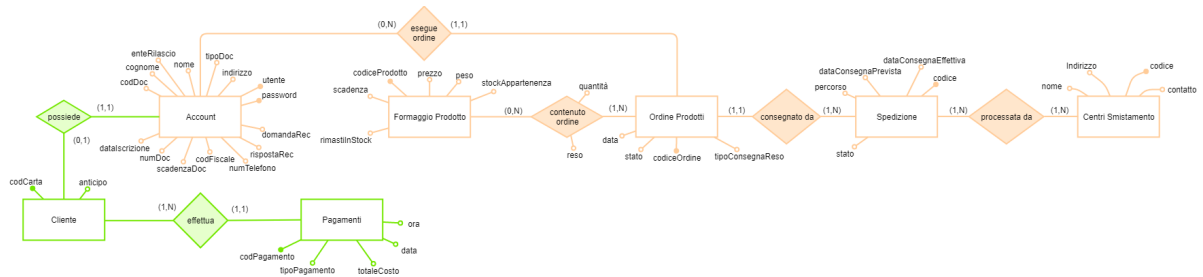 (0,N)
esegue
ordine
(1,1)
enteRilascio
tipoDoc
cognome
nome
indirizzo
codDoc
utente
password
codiceProdotto
prezzo
peso
scadenza
stockAppartenenza
quantità
dataConsegnaEffettiva
dataConsegnaPrevista
codice
percorso
Indirizzo
codice
nome
contatto
possiede
(1,1)
Account
Formaggio Prodotto
(0,N)
contenuto
ordine
(1,N)
Ordine Prodotti
(1,1)
consegnato da
(1,N)
Spedizione
(1,N)
processata da
(1,N)
Centri Smistamento
(0,1)
domandaRec
rimastiInStock
data
dataIscrizione
rispostaRec
reso
stato
tipoConsegnaReso
numDoc
codFiscale
codiceOrdine
stato
scadenzaDoc
numTelefono
codCarta
anticipo
Cliente
(1,N)
effettua
(1,1)
Pagamenti
ora
data
codPagamento
tipoPagamento
totaleCosto